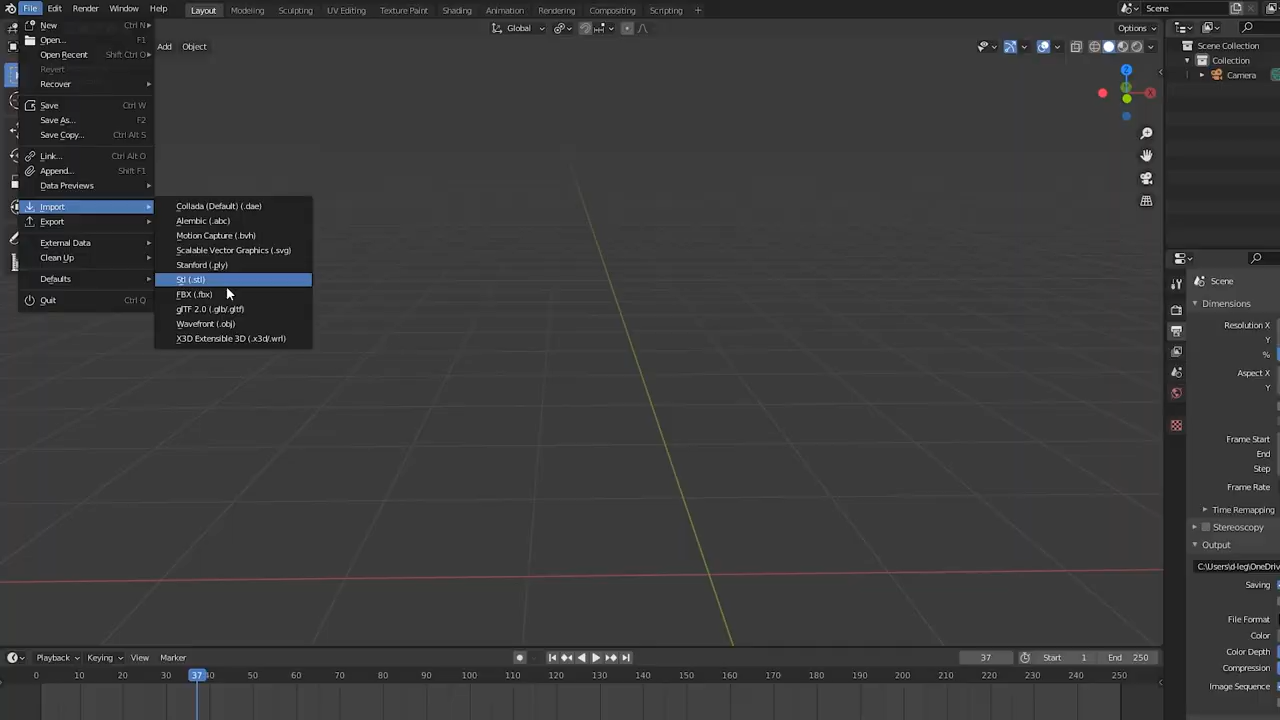 File Edit Render Window Help Layout Modeling Sculpting UV Editing Texture Paint Shading Animation Rendering Compositing Scripting + Scene
New Ctrl N
Open... F1
Open Recent Shift Ctrl O
Revert
Recover
Save Ctrl W
Save As... F2
Save Copy... Ctrl Alt S
Link... Ctrl Alt O
Append... Shift F1
Data Previews
Import
Export
External Data
Clean Up
Defaults
Quit Ctrl Q
Collada (Default) (.dae)
Alembic (.abc)
Motion Capture (.bvh)
Scalable Vector Graphics (.svg)
Stanford (.ply)
Stl (.stl)
FBX (.fbx)
glTF 2.0 (.glb/.gltf)
Wavefront (.obj)
X3D Extensible 3D (.x3d/.wrl)
Global Options
Add Object
Z
X
Scene Collection
Collection
Camera
Scene
Dimensions
Resolution X
Y
%
Aspect X
Y
Frame Start
End
Step
Frame Rate
Time Remapping
Stereoscopy
Output
C:\Users\d-leg\OneDriv
Saving
File Format
Color
Color Depth
Compression
Image Sequence
Playback Keying View Marker 37 Start 1 End 250
0 10 20 30 37 40 50 60 70 80 90 100 110 120 130 140 150 160 170 180 190 200 210 220 230 240 250